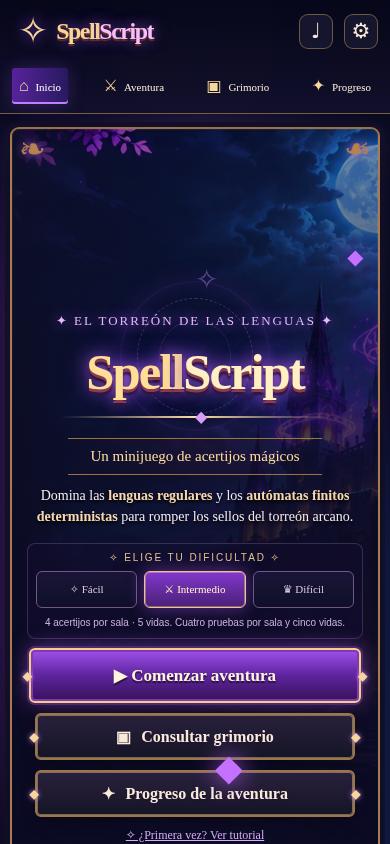 SpellScript
Inicio Aventura Grimorio Progreso
EL TORREÓN DE LAS LENGUAS
SpellScript
Un minijuego de acertijos mágicos
Domina las lenguas regulares y los autómatas finitos
deterministas para romper los sellos del torreón arcano.
ELIGE TU DIFICULTAD
Fácil Intermedio Difícil
4 acertijos por sala · 5 vidas. Cuatro pruebas por sala y cinco vidas.
▶ Comenzar aventura
Consultar grimorio
Progreso de la aventura
✧ ¿Primera vez? Ver tutorial